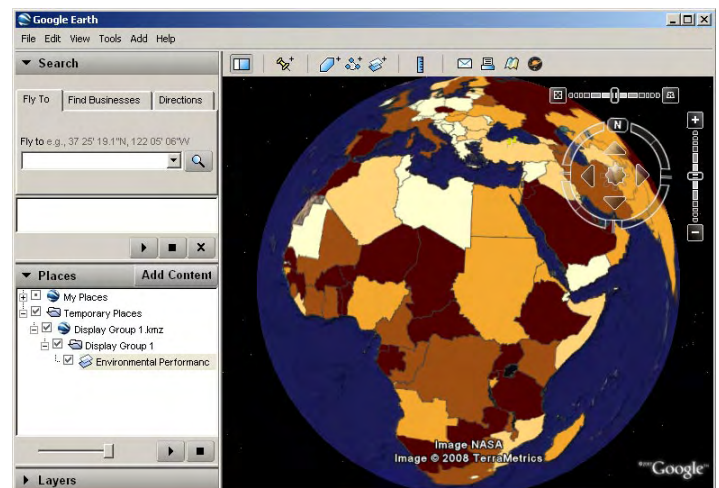 Google Earth
File Edit View Tools Add Help
Search
Fly To Find Businesses Directions
Fly to e.g., 37 25' 19.1"N, 122 05' 06"W
N
Places Add Content
My Places
Temporary Places
Display Group 1.kmz
Display Group 1
Environmental Performanc
Layers
Image NASA
Image © 2008 TerraMetrics
Google